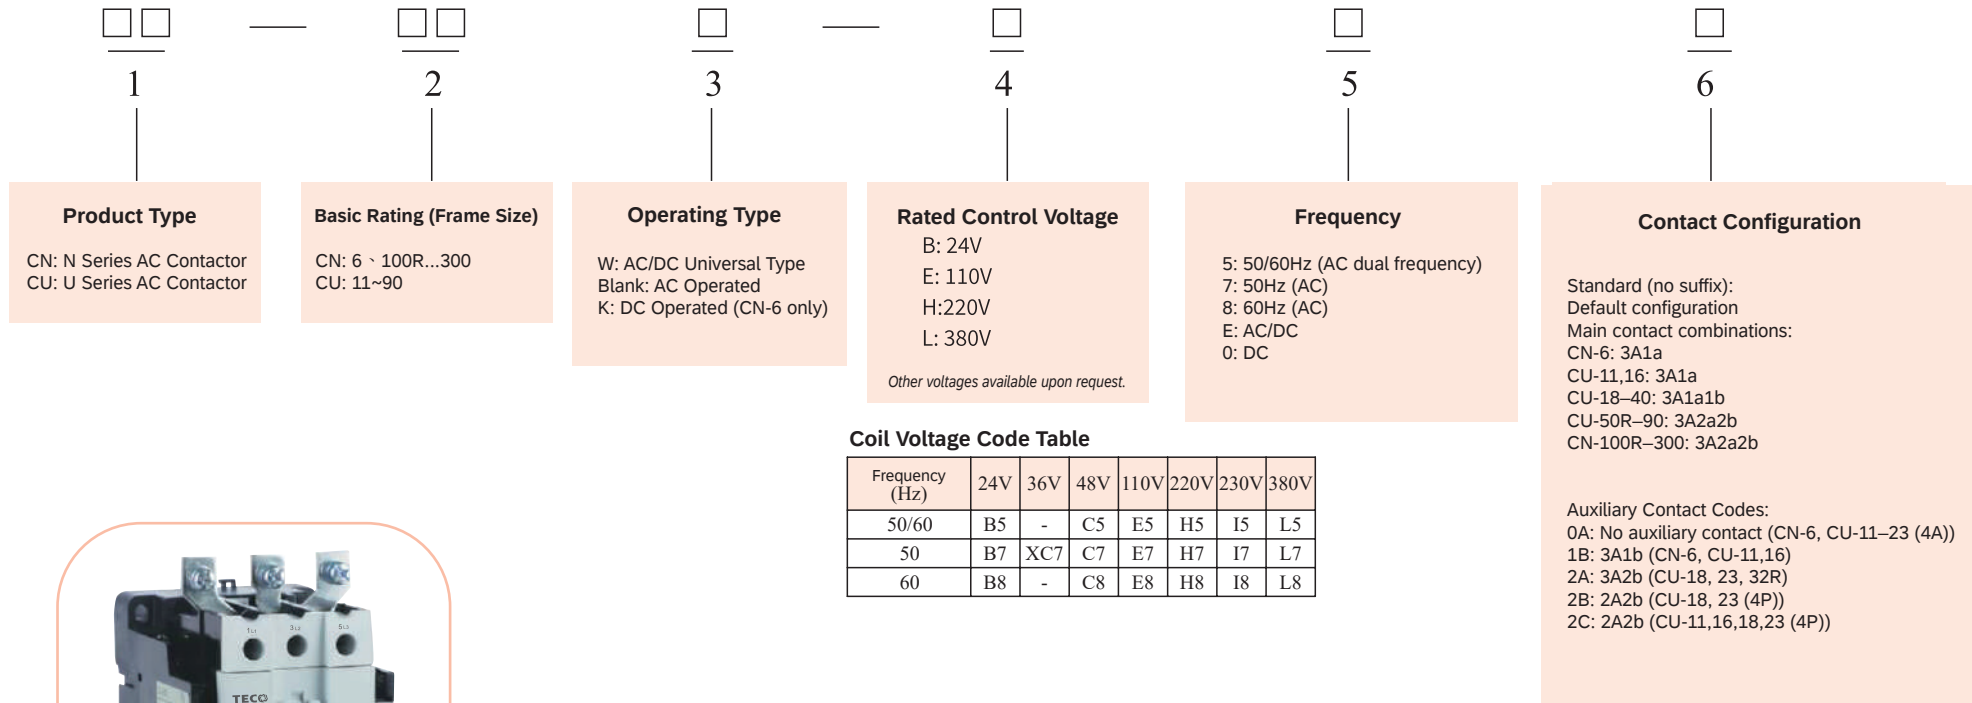 1
2
3
4
5
6
Product Type
CN: N Series AC Contactor
CU: U Series AC Contactor
Basic Rating (Frame Size)
CN: 6、100R...300
CU: 11~90
Operating Type
W: AC/DC Universal Type
Blank: AC Operated
K: DC Operated (CN-6 only)
Rated Control Voltage
B: 24V
E: 110V
H:220V
L: 380V
Other voltages available upon request.
Frequency
5: 50/60Hz (AC dual frequency)
7: 50Hz (AC)
8: 60Hz (AC)
E: AC/DC
0: DC
Contact Configuration
Standard (no suffix):
Default configuration
Main contact combinations:
CN-6: 3A1a
CU-11,16: 3A1a
CU-18–40: 3A1a1b
CU-50R–90: 3A2a2b
CN-100R–300: 3A2a2b
Auxiliary Contact Codes:
0A: No auxiliary contact (CN-6, CU-11–23 (4A))
1B: 3A1b (CN-6, CU-11,16)
2A: 3A2b (CU-18, 23, 32R)
2B: 2A2b (CU-18, 23 (4P))
2C: 2A2b (CU-11,16,18,23 (4P))
Coil Voltage Code Table
Frequency (Hz) 24V 36V 48V 110V 220V 230V 380V
50/60 B5 - C5 E5 H5 I5 L5
50 B7 XC7 C7 E7 H7 I7 L7
60 B8 - C8 E8 H8 I8 L8
1L1 3L2 5L3
TECO